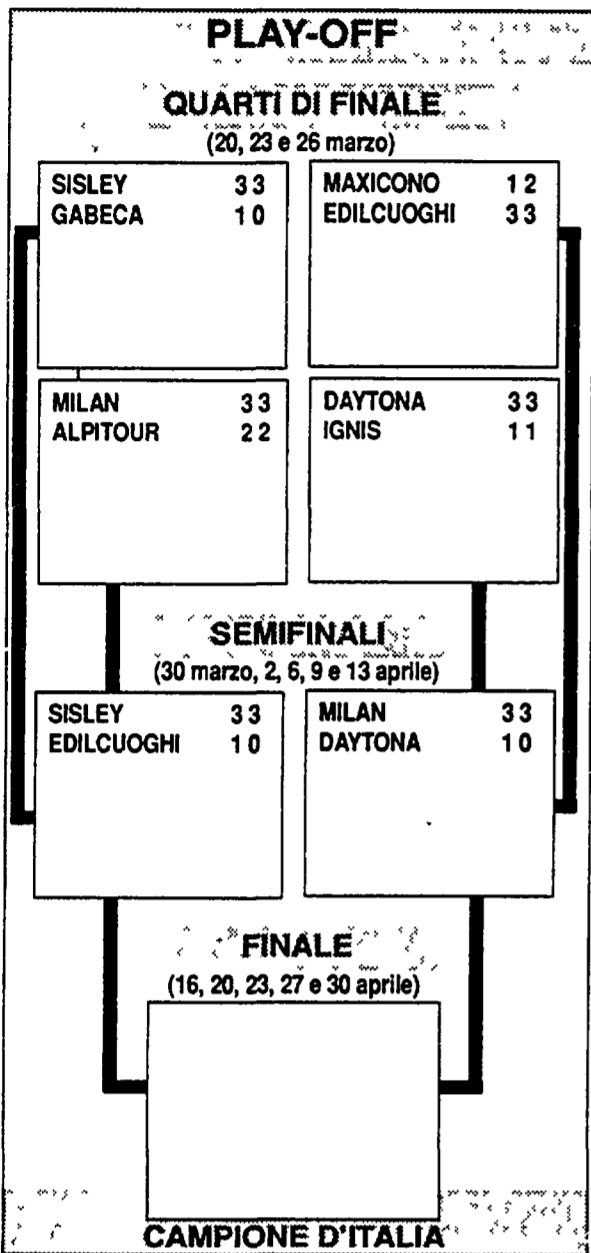 PLAY-OFF
QUARTI DI FINALE
(20, 23 e 26 marzo)
SISLEY 3 3
GABECA 1 0
MAXICONO 1 2
EDILCUOGHI 3 3
MILAN 3 3
ALPITOUR 2 2
DAYTONA 3 3
IGNIS 1 1
SEMIFINALI
(30 marzo, 2, 6, 9 e 13 aprile)
SISLEY 3 3
EDILCUOGHI 1 0
MILAN 3 3
DAYTONA 1 0
FINALE
(16, 20, 23, 27 e 30 aprile)
CAMPIONE D'ITALIA